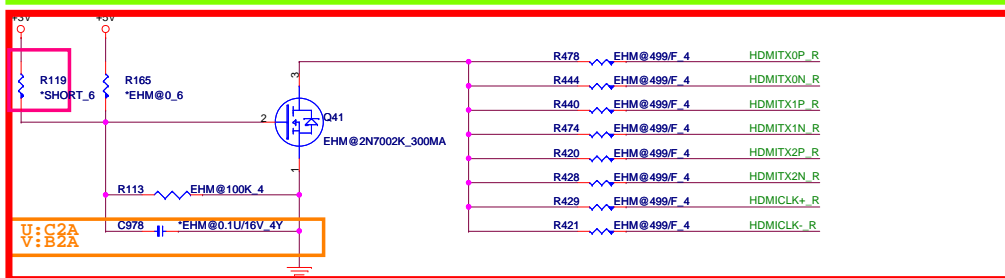 +3V +5V
R119
*SHORT_6
R165
*EHM@0_6
3
2
Q41
EHM@2N7002K_300MA
1
R113 EHM@100K_4
C978 *EHM@0.1U/16V_4Y
U:C2A
V:B2A
R478 EHM@499/F_4 HDMITX0P_R
R444 EHM@499/F_4 HDMITX0N_R
R440 EHM@499/F_4 HDMITX1P_R
R474 EHM@499/F_4 HDMITX1N_R
R420 EHM@499/F_4 HDMITX2P_R
R428 EHM@499/F_4 HDMITX2N_R
R429 EHM@499/F_4 HDMICLK+_R
R421 EHM@499/F_4 HDMICLK-_R